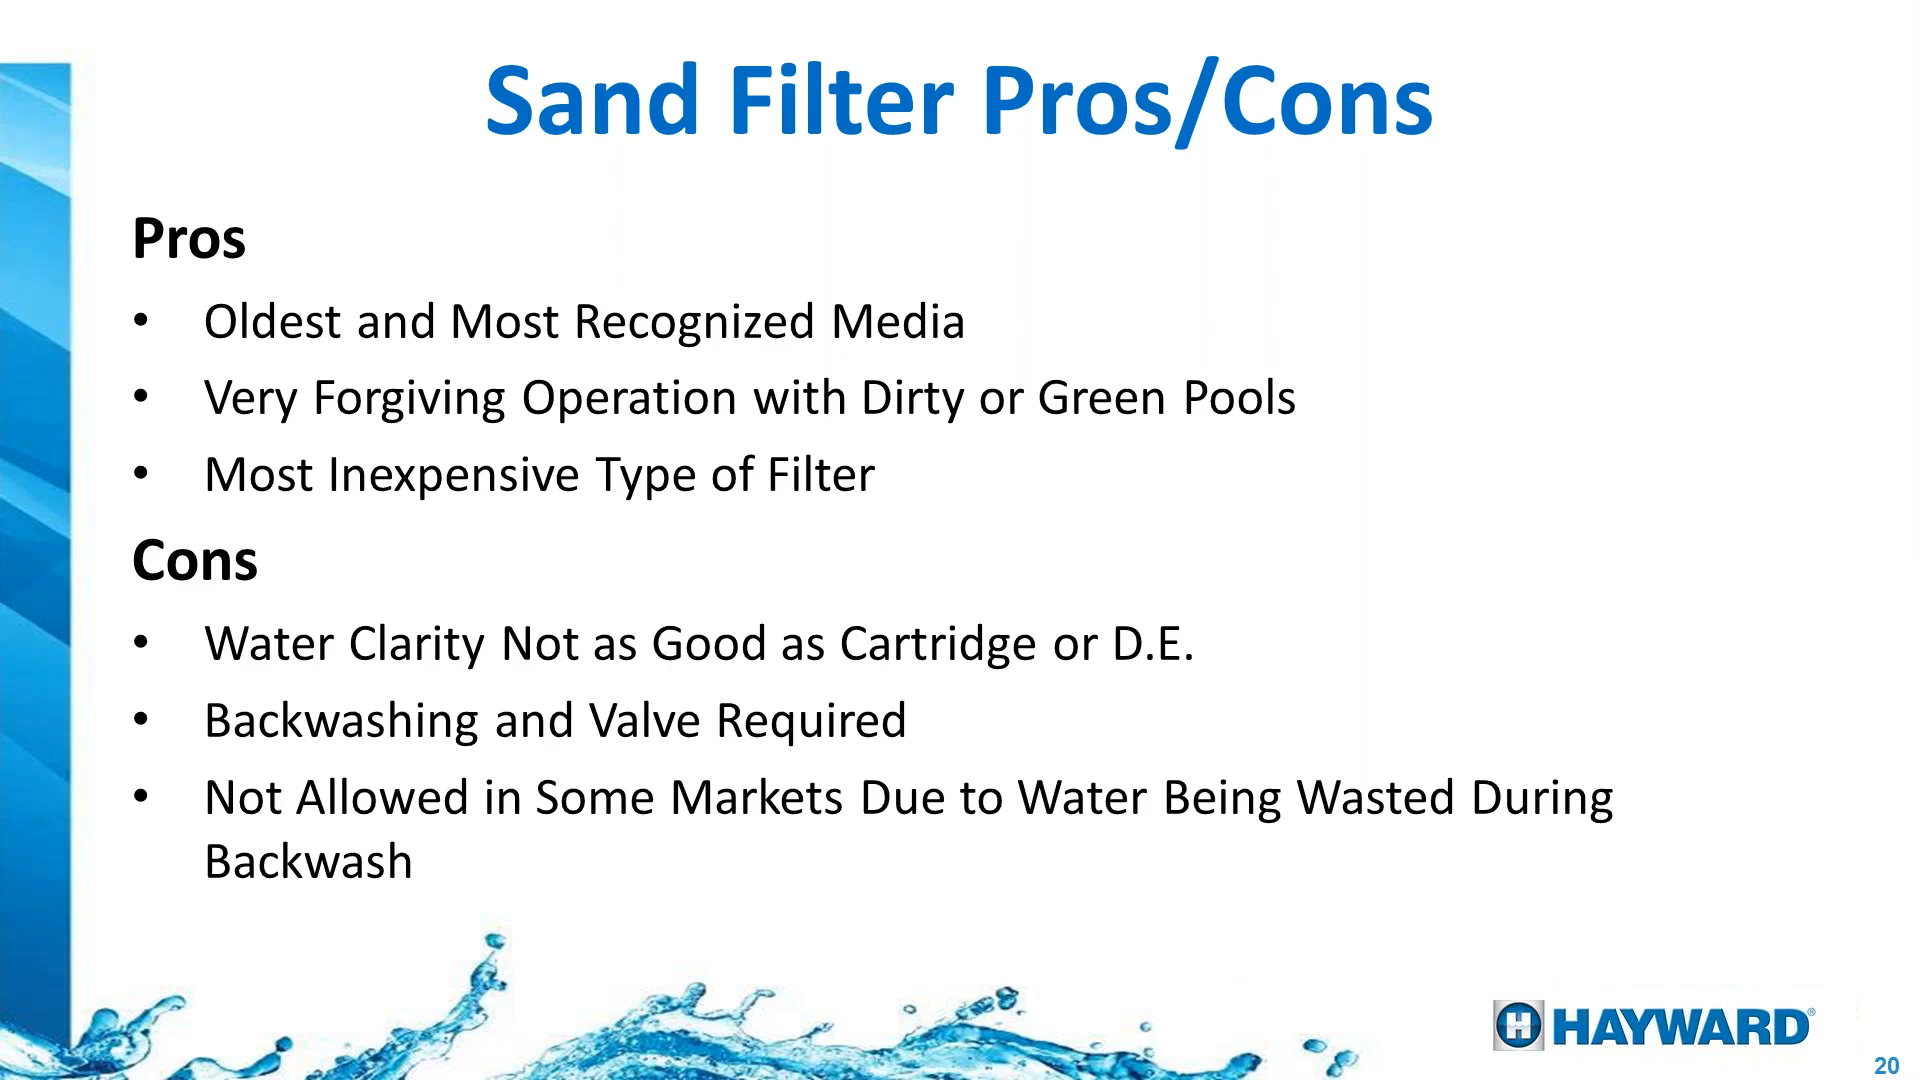 Sand Filter Pros/Cons
Pros
• Oldest and Most Recognized Media
• Very Forgiving Operation with Dirty or Green Pools
• Most Inexpensive Type of Filter
Cons
• Water Clarity Not as Good as Cartridge or D.E.
• Backwashing and Valve Required
• Not Allowed in Some Markets Due to Water Being Wasted During
Backwash
H HAYWARD®
20